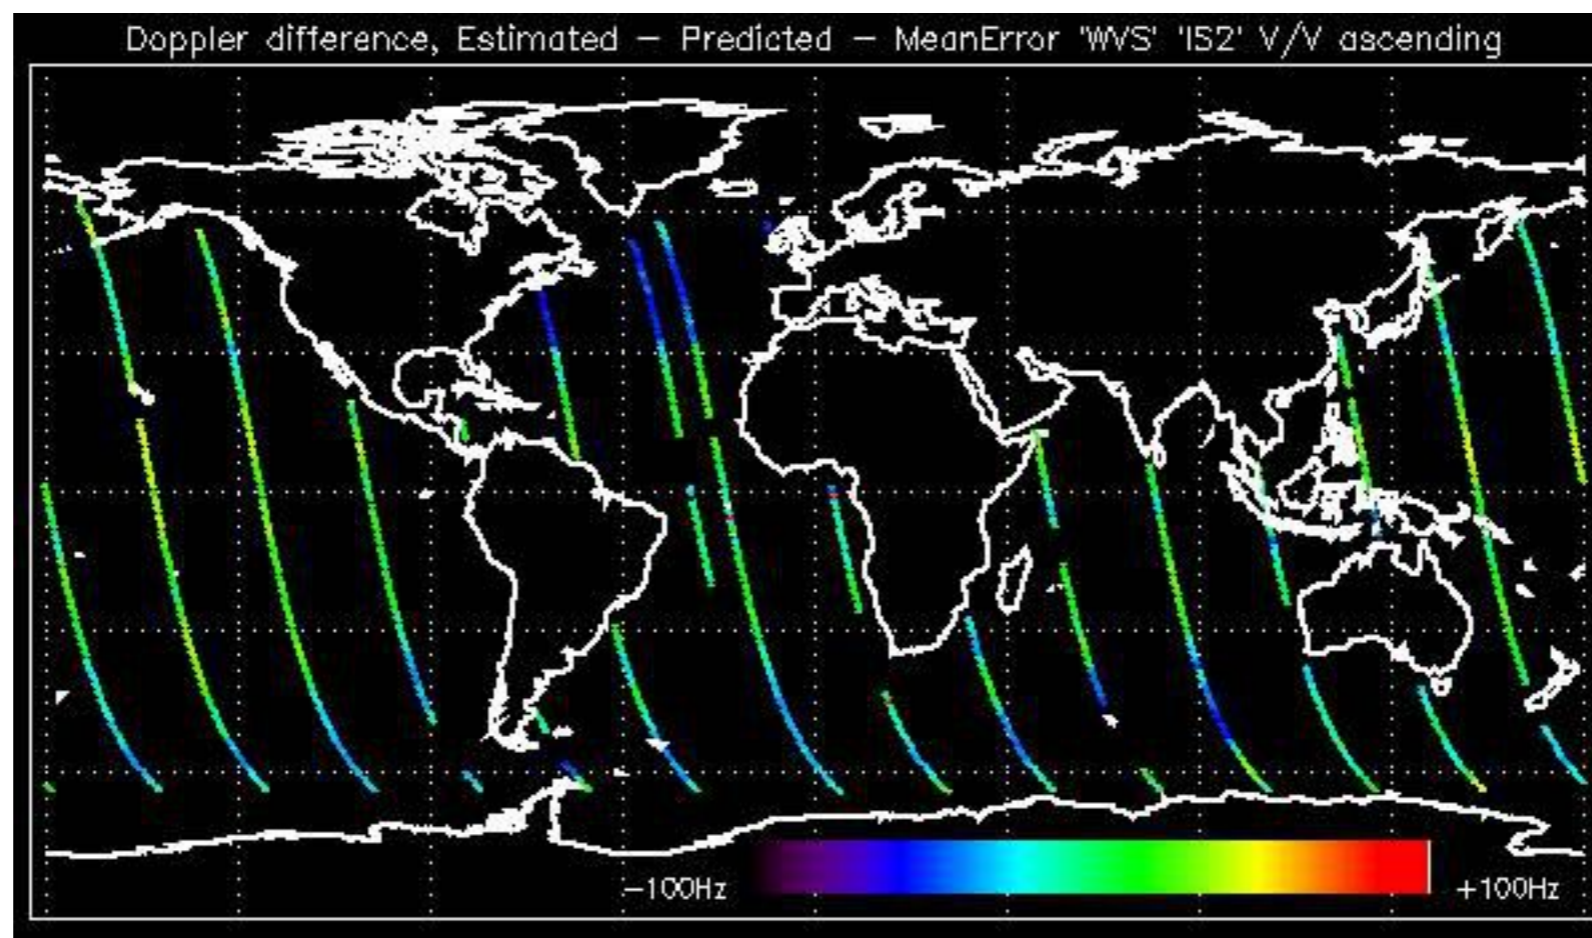 Doppler difference, Estimated - Predicted - MeanError 'WVS' 'IS2' V/V ascending
-100Hz +100Hz